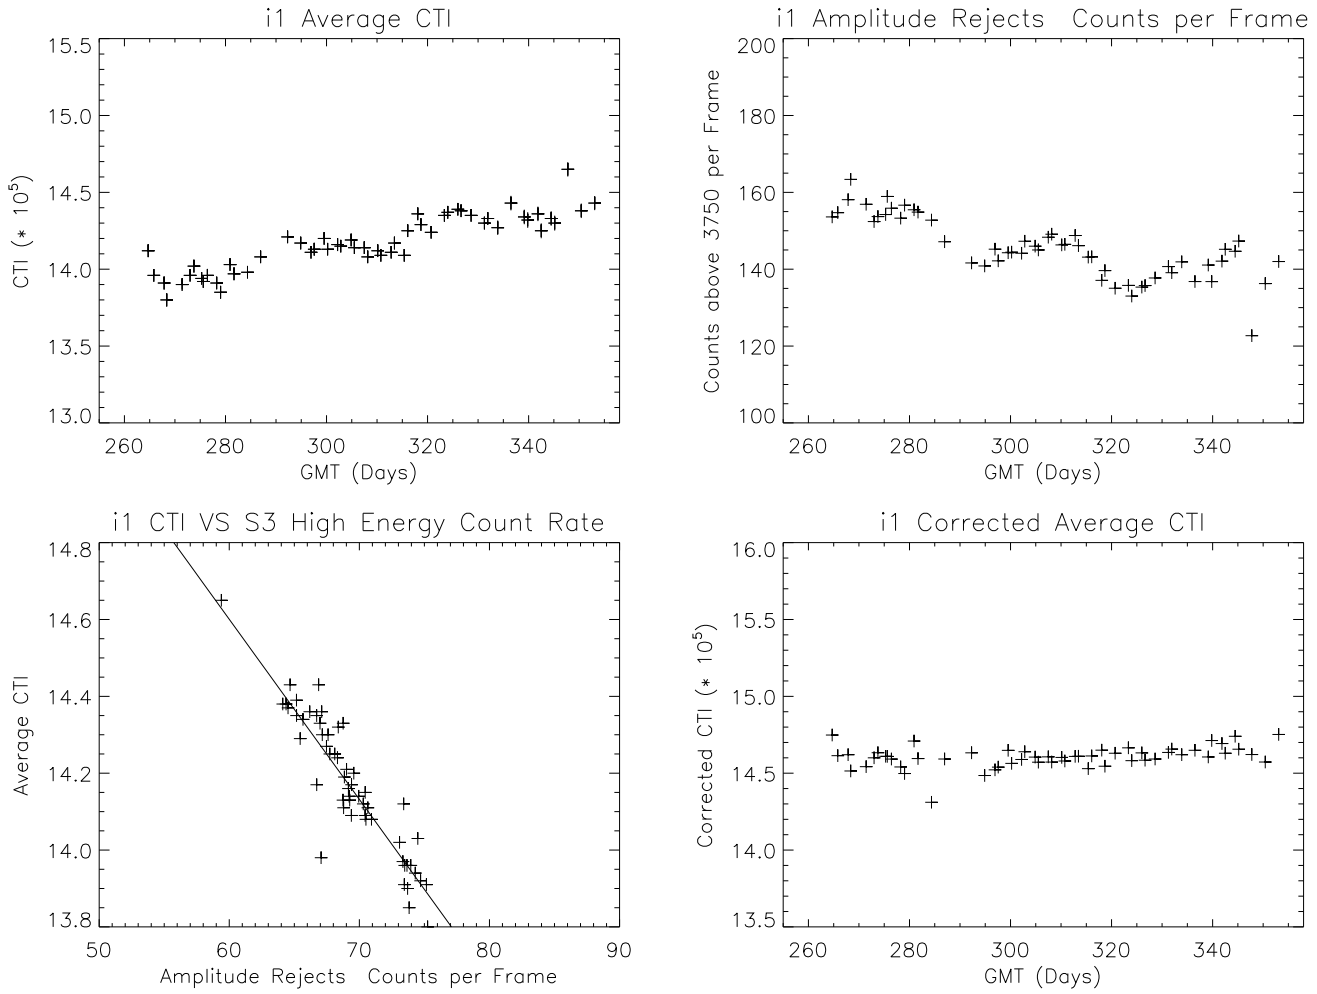 i1 Average CTI
15.5
15.0
14.5
14.0
13.5
13.0
CTI (* 10^5)
260 280 300 320 340
GMT (Days)
i1 Amplitude Rejects Counts per Frame
200
180
160
140
120
100
Counts above 3750 per Frame
260 280 300 320 340
GMT (Days)
i1 CTI VS S3 High Energy Count Rate
14.8
14.6
14.4
14.2
14.0
13.8
Average CTI
50 60 70 80 90
Amplitude Rejects Counts per Frame
i1 Corrected Average CTI
16.0
15.5
15.0
14.5
14.0
13.5
Corrected CTI (* 10^5)
260 280 300 320 340
GMT (Days)